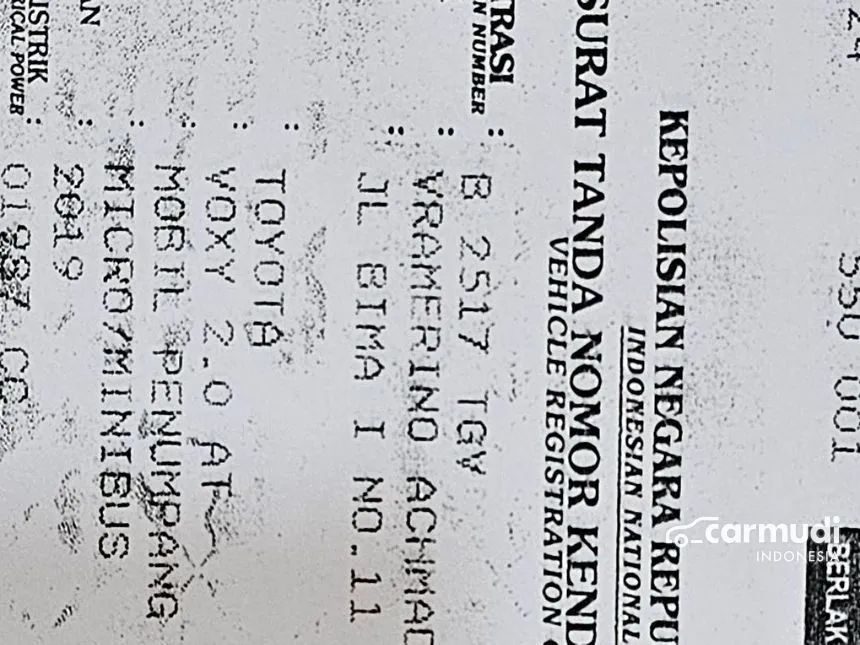 24
550 001
BERLAK
KEPOLISIAN NEGARA REPU
INDONESIAN NATIONAL
SURAT TANDA NOMOR KEND
VEHICLE REGISTRATION
TRASI : B 2517 TGV
N NUMBER
: VRAMERINO ACHMAD
: JL BIMA I NO.11
: TOYOTA
: VOXY 2.0 AT
: MOBIL PENUMPANG
: MICRO/MINIBUS
AN : 2019
ISTRIK : 01987 CC
RICAL POWER
carmudi
INDONESIA